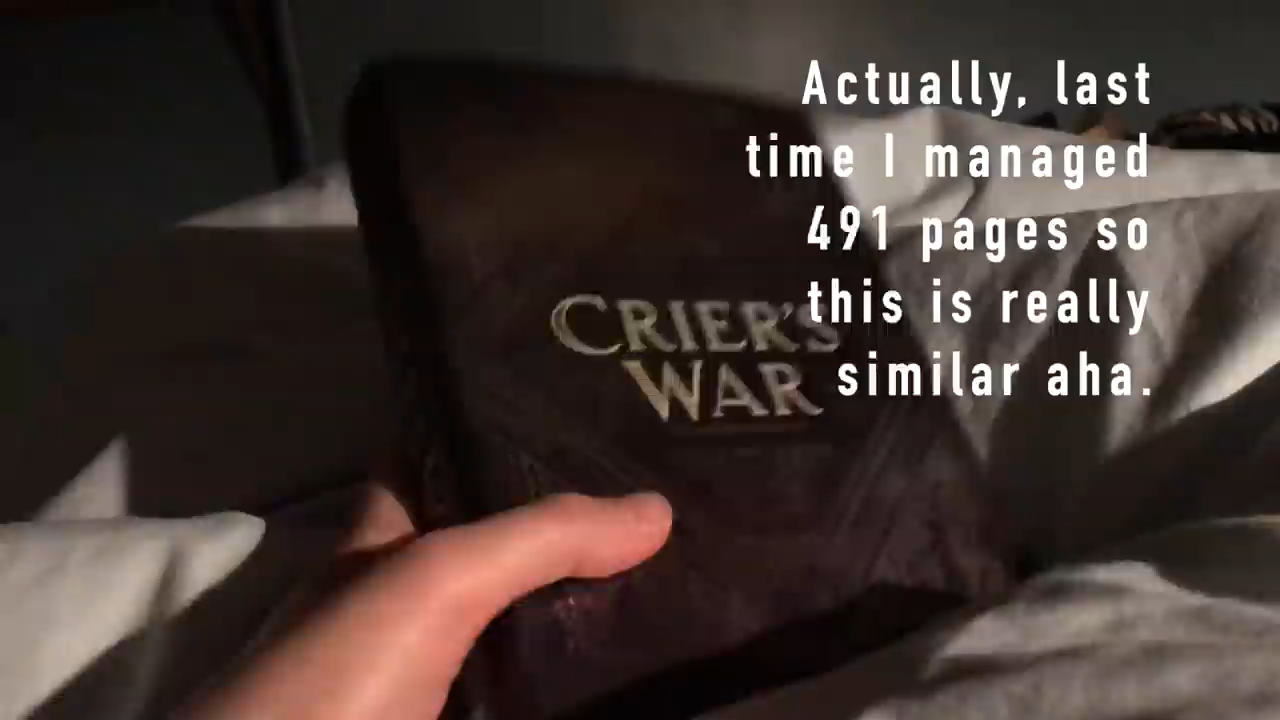 Actually, last
time I managed
491 pages so
this is really
similar aha.
CRIER'S
WAR